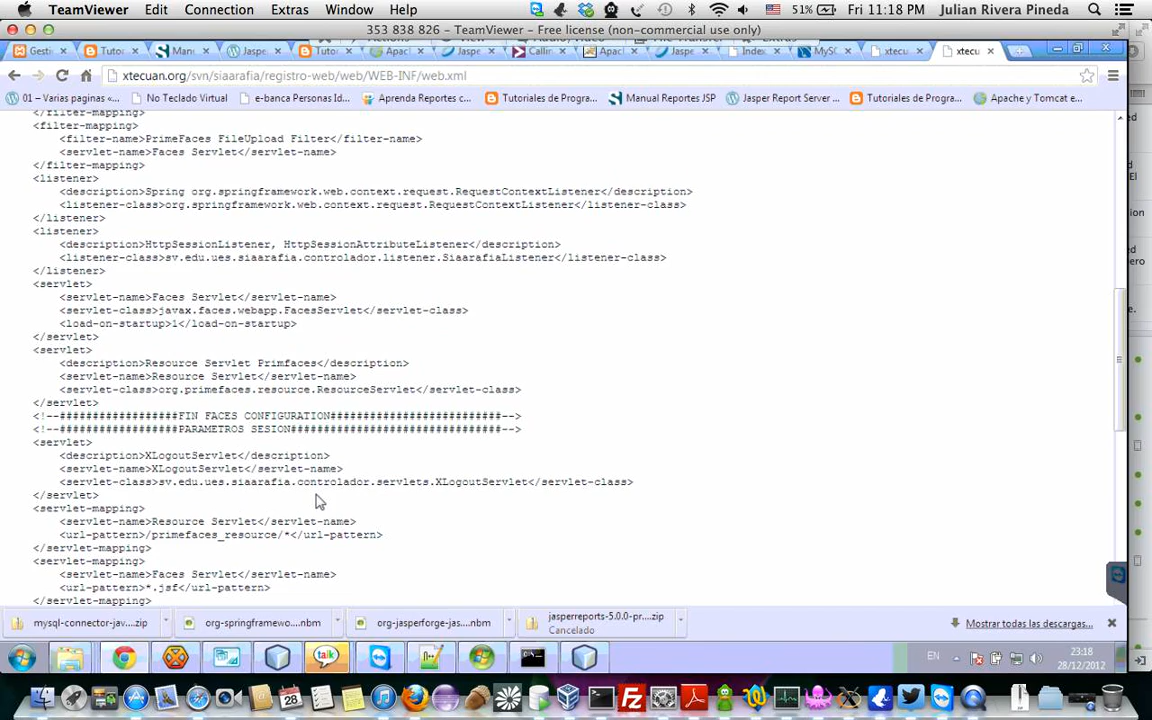 TeamViewer Edit Connection Extras Window Help
51% Fri 11:18 PM Julian Rivera Pineda
353 838 826 – TeamViewer – Free license (non-commercial use only)
xtecuan.org/svn/siaarafia/registro-web/web/WEB-INF/web.xml
01 – Varias paginas «... No Teclado Virtual e-banca Personas Id... Aprenda Reportes c... Tutoriales de Progra... Manual Reportes JSP Jasper Report Server ... Tutoriales de Progra... Apache y Tomcat e...
</filter-mapping>
<filter-mapping>
<filter-name>PrimeFaces FileUpload Filter</filter-name>
<servlet-name>Faces Servlet</servlet-name>
</filter-mapping>
<listener>
<description>Spring org.springframework.web.context.request.RequestContextListener</description>
<listener-class>org.springframework.web.context.request.RequestContextListener</listener-class>
</listener>
<listener>
<description>HttpSessionListener, HttpSessionAttributeListener</description>
<listener-class>sv.edu.ues.siaarafia.controlador.listener.SiaarafiaListener</listener-class>
</listener>
<servlet>
<servlet-name>Faces Servlet</servlet-name>
<servlet-class>javax.faces.webapp.FacesServlet</servlet-class>
<load-on-startup>1</load-on-startup>
</servlet>
<servlet>
<description>Resource Servlet Primfaces</description>
<servlet-name>Resource Servlet</servlet-name>
<servlet-class>org.primefaces.resource.ResourceServlet</servlet-class>
</servlet>
<!--##################FIN FACES CONFIGURATION##########################-->
<!--##################PARAMETROS SESION################################-->
<servlet>
<description>XLogoutServlet</description>
<servlet-name>XLogoutServlet</servlet-name>
<servlet-class>sv.edu.ues.siaarafia.controlador.servlets.XLogoutServlet</servlet-class>
</servlet>
<servlet-mapping>
<servlet-name>Resource Servlet</servlet-name>
<url-pattern>/primefaces_resource/*</url-pattern>
</servlet-mapping>
<servlet-mapping>
<servlet-name>Faces Servlet</servlet-name>
<url-pattern>*.jsf</url-pattern>
</servlet-mapping>
mysql-connector-jav....zip org-springframewo....nbm org-jasperforge-jas....nbm jasperreports-5.0.0-pr....zip
Cancelado
Mostrar todas las descargas...
talk
EN 23:18
28/12/2012